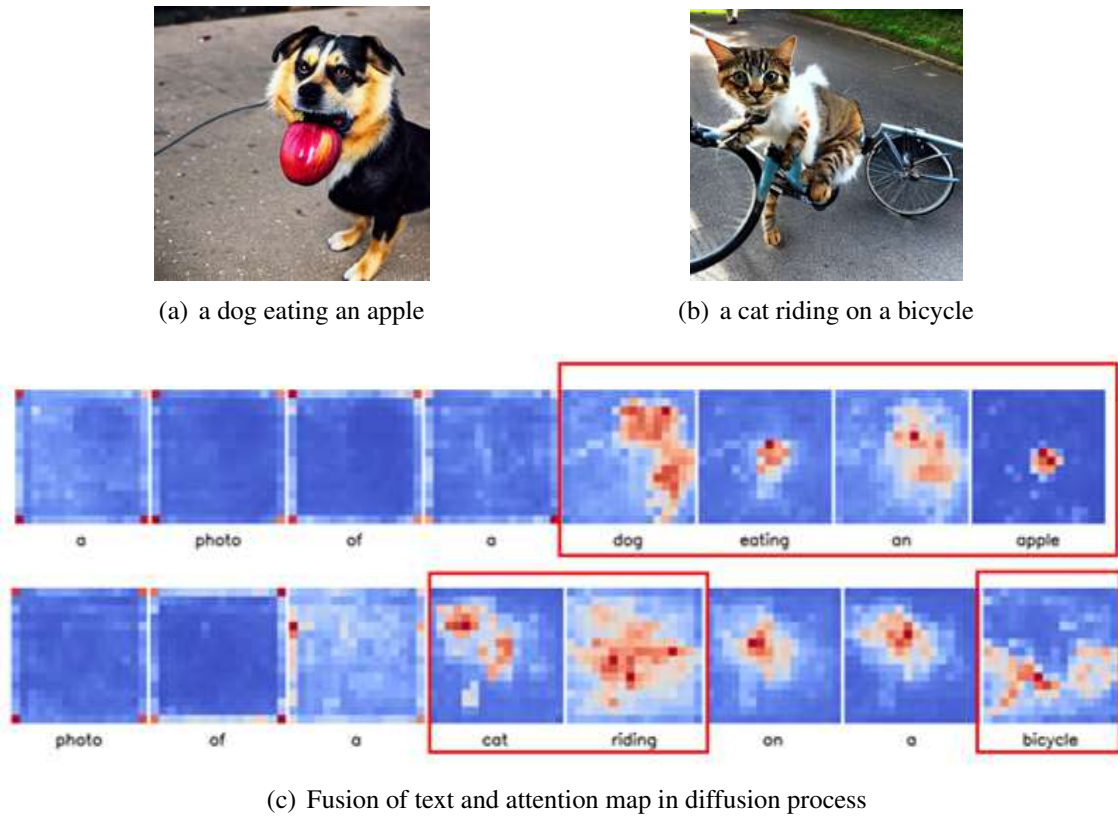 (a) a dog eating an apple
(b) a cat riding on a bicycle
a photo of a dog eating an apple
photo of a cat riding on a bicycle
(c) Fusion of text and attention map in diffusion process